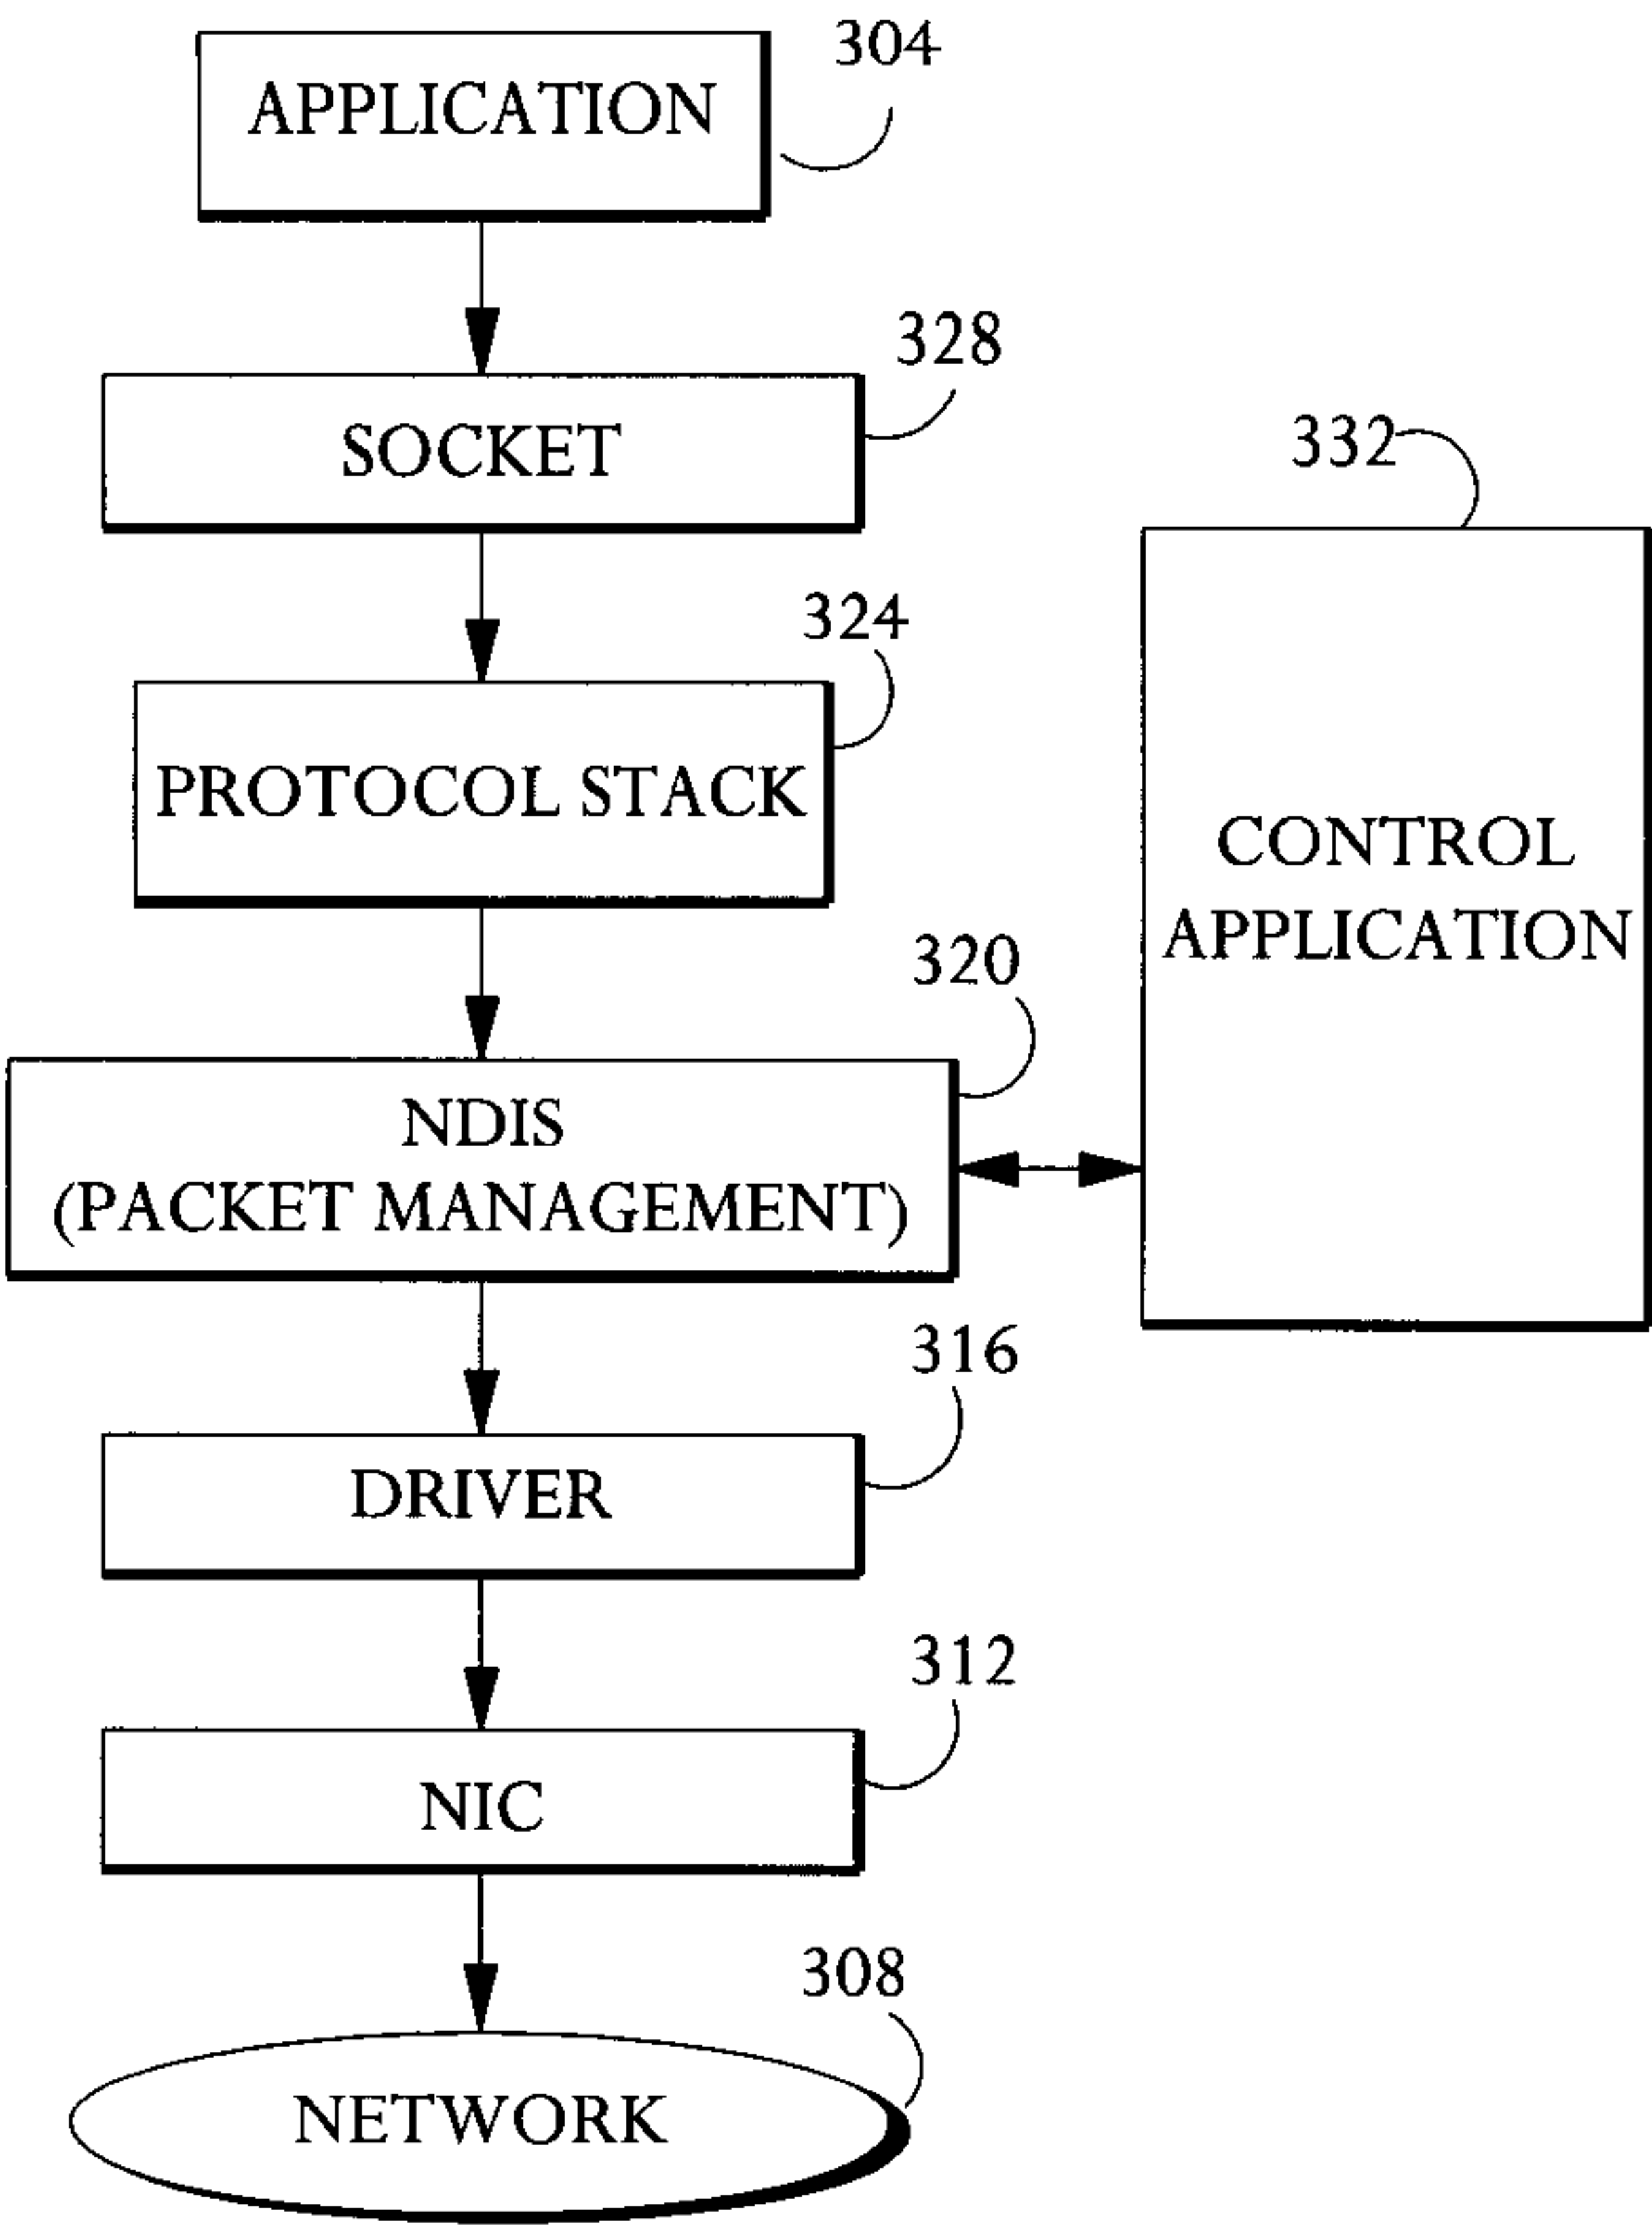 304
APPLICATION
328
SOCKET
332
324
PROTOCOL STACK
CONTROL
APPLICATION
320
NDIS
(PACKET MANAGEMENT)
316
DRIVER
312
NIC
308
NETWORK